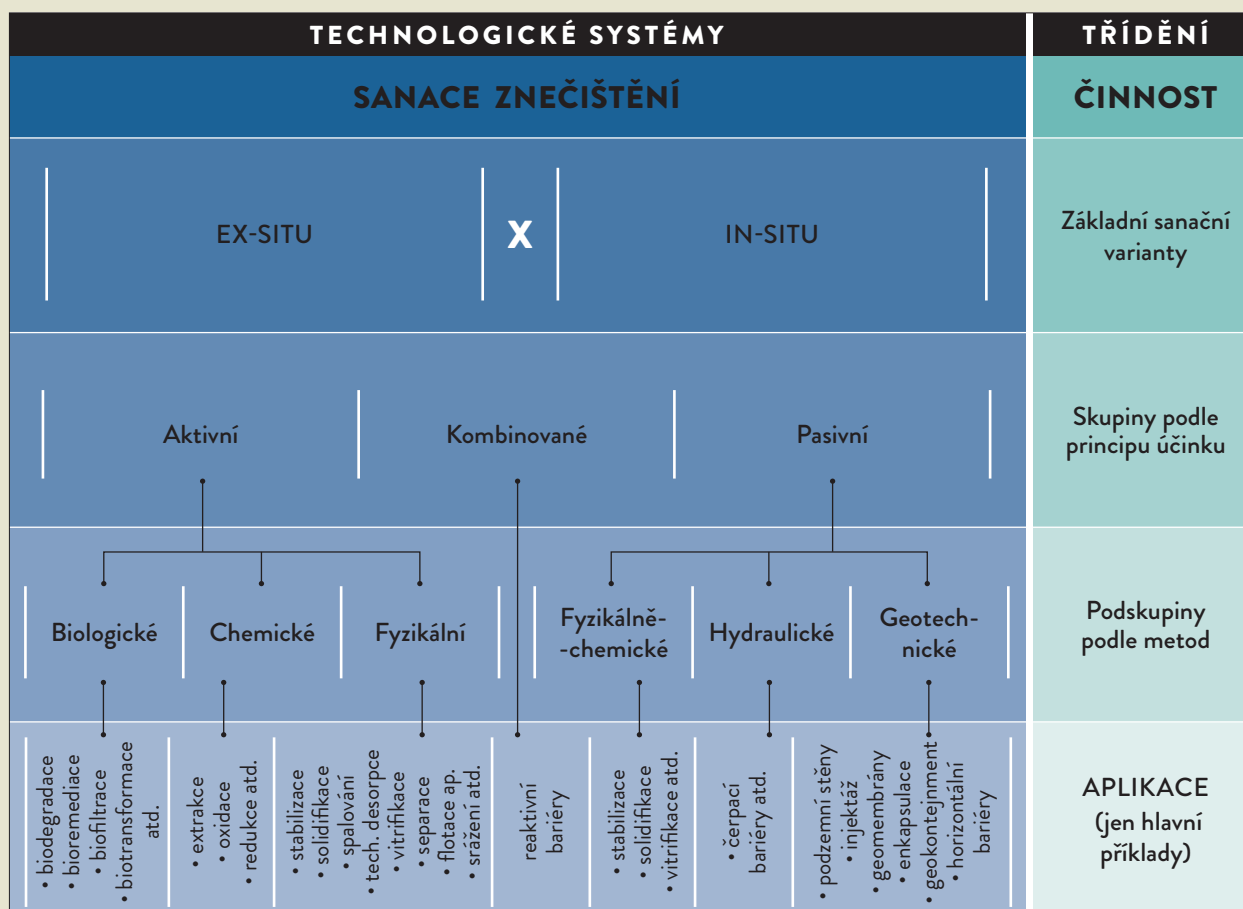 TECHNOLOGICKÉ SYSTÉMY
TŘÍDĚNÍ
SANACE ZNEČIŠTĚNÍ
ČINNOST
EX-SITU
X
IN-SITU
Základní sanační
varianty
Aktivní
Kombinované
Pasivní
Skupiny podle
principu účinku
Biologické
Chemické
Fyzikální
Fyzikálně-
-chemické
Hydraulické
Geotech-
nické
Podskupiny
podle metod
• biodegradace
• bioremediace
• biofiltrace
• biotransformace
atd.
• extrakce
• oxidace
• redukce atd.
• stabilizace
• solidifikace
• spalování
• tech. desorpce
• vitrifikace
• separace
• flotace ap.
• srážení atd.
reaktivní
bariéry
• stabilizace
• solidifikace
• vitrifikace atd.
• čerpací
bariéry atd.
• podzemní stěny
• injektáž
• geomembrány
• enkapsulace
• geokontejnment
• horizontální
bariéry
APLIKACE
(jen hlavní
příklady)